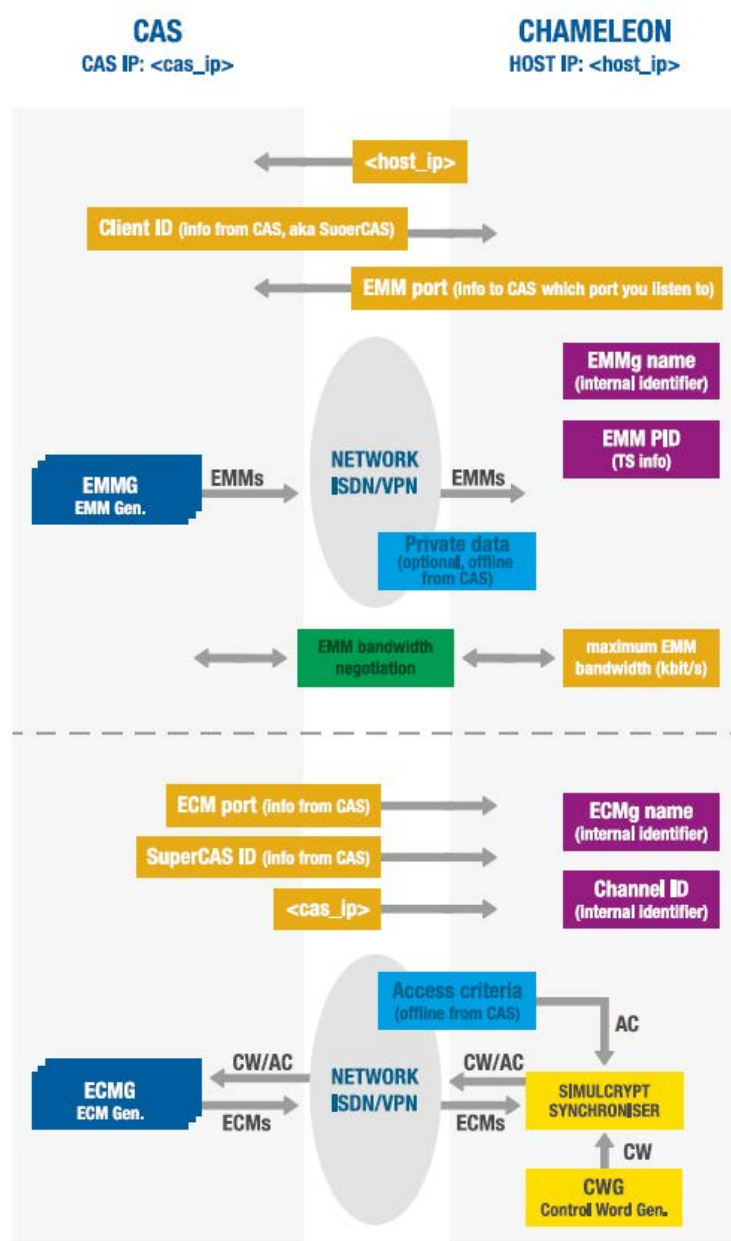 CAS
CAS IP: <cas_ip>
CHAMELEON
HOST IP: <host_ip>
<host_ip>
Client ID (info from CAS, aka SuoerCAS)
EMM port (info to CAS which port you listen to)
EMMg name
(internal identifier)
EMM PID
(TS info)
EMMG
EMM Gen.
EMMs
NETWORK
ISDN/VPN
EMMs
Private data
(optional, offline
from CAS)
EMM bandwidth
negotiation
maximum EMM
bandwidth (kbit/s)
ECM port (info from CAS)
ECMg name
(internal identifier)
SuperCAS ID (info from CAS)
<cas_ip>
Channel ID
(internal identifier)
Access criteria
(offline from CAS)
AC
ECMG
ECM Gen.
CW/AC
ECMs
NETWORK
ISDN/VPN
CW/AC
ECMs
SIMULCRYPT
SYNCHRONISER
CW
CWG
Control Word Gen.